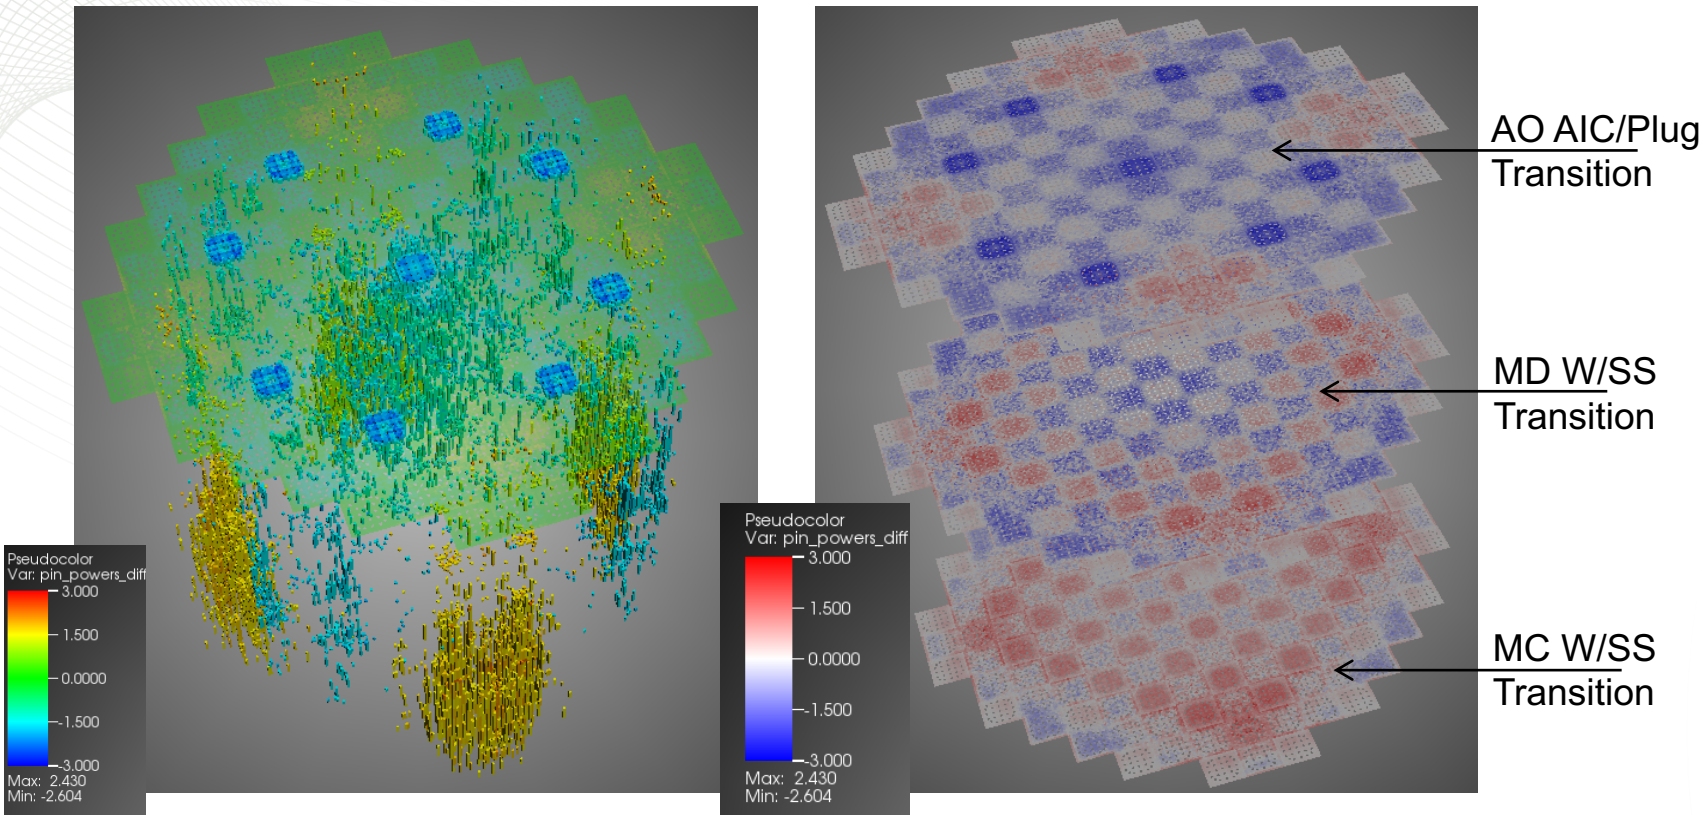 AO AIC/Plug
Transition
MD W/SS
Transition
MC W/SS
Transition
Pseudocolor
Var: pin_powers_diff
3.000
1.500
0.0000
-1.500
-3.000
Max: 2.430
Min: -2.604
Pseudocolor
Var: pin_powers_diff
3.000
1.500
0.0000
-1.500
-3.000
Max: 2.430
Min: -2.604